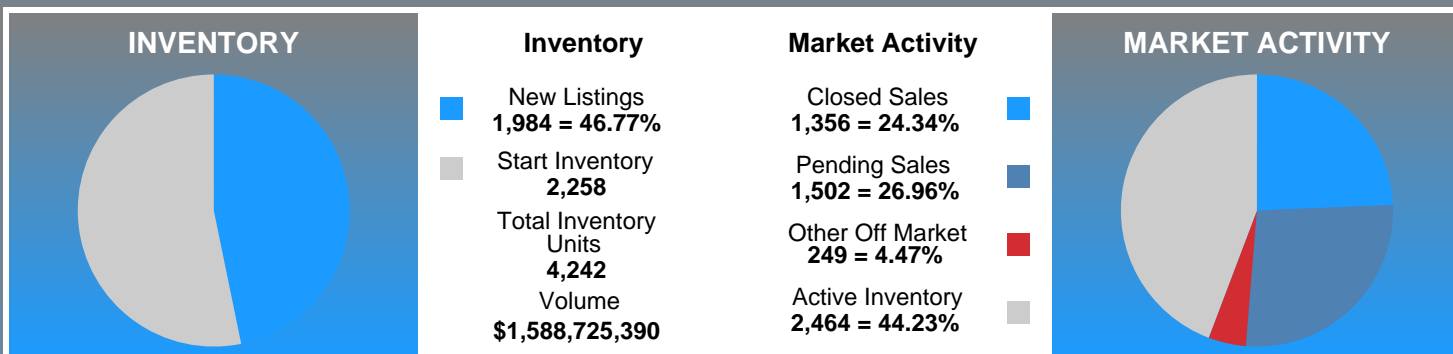 INVENTORY
Inventory
New Listings
1,984 = 46.77%
Start Inventory
2,258
Total Inventory
Units
4,242
Volume
$1,588,725,390
Market Activity
Closed Sales
1,356 = 24.34%
Pending Sales
1,502 = 26.96%
Other Off Market
249 = 4.47%
Active Inventory
2,464 = 44.23%
MARKET ACTIVITY